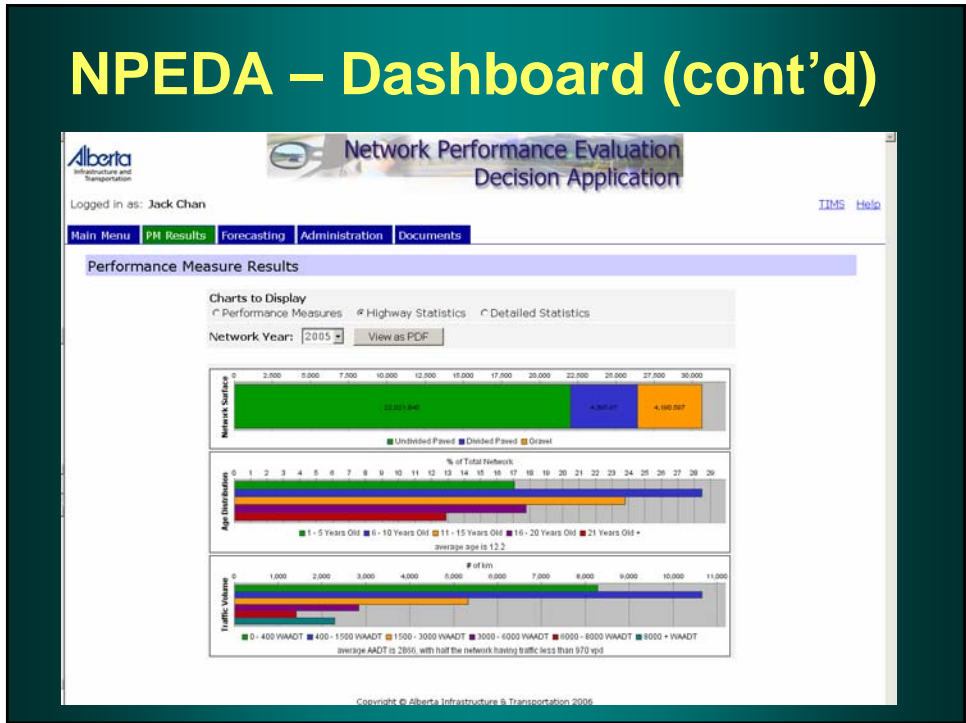 NPEDA – Dashboard (cont’d)
Alberta
Infrastructure and
Transportation
Network Performance Evaluation
Decision Application
Logged in as: Jack Chan
TIMS Help
Main Menu PM Results Forecasting Administration Documents
Performance Measure Results
Charts to Display
Performance Measures Highway Statistics Detailed Statistics
Network Year: 2005 View as PDF
Network Surface
0 2,500 5,000 7,500 10,000 12,500 15,000 17,500 20,000 22,500 25,000 27,500 30,000
Undivided Paved Divided Paved Gravel
% of Total Network
Age Distribution
0 1 2 3 4 5 6 7 8 9 10 11 12 13 14 15 16 17 18 19 20 21 22 23 24 25 26 27 28 29
1 - 5 Years Old 6 - 10 Years Old 11 - 15 Years Old 16 - 20 Years Old 21 Years Old +
average age is 12.2
# of km
Traffic Volume
0 1,000 2,000 3,000 4,000 5,000 6,000 7,000 8,000 9,000 10,000 11,000
0 - 400 WAADT 400 - 1500 WAADT 1500 - 3000 WAADT 3000 - 6000 WAADT 6000 - 8000 WAADT 8000 + WAADT
average AADT is 2866, with half the network having traffic less than 970 vpd
Copyright © Alberta Infrastructure & Transportation 2006